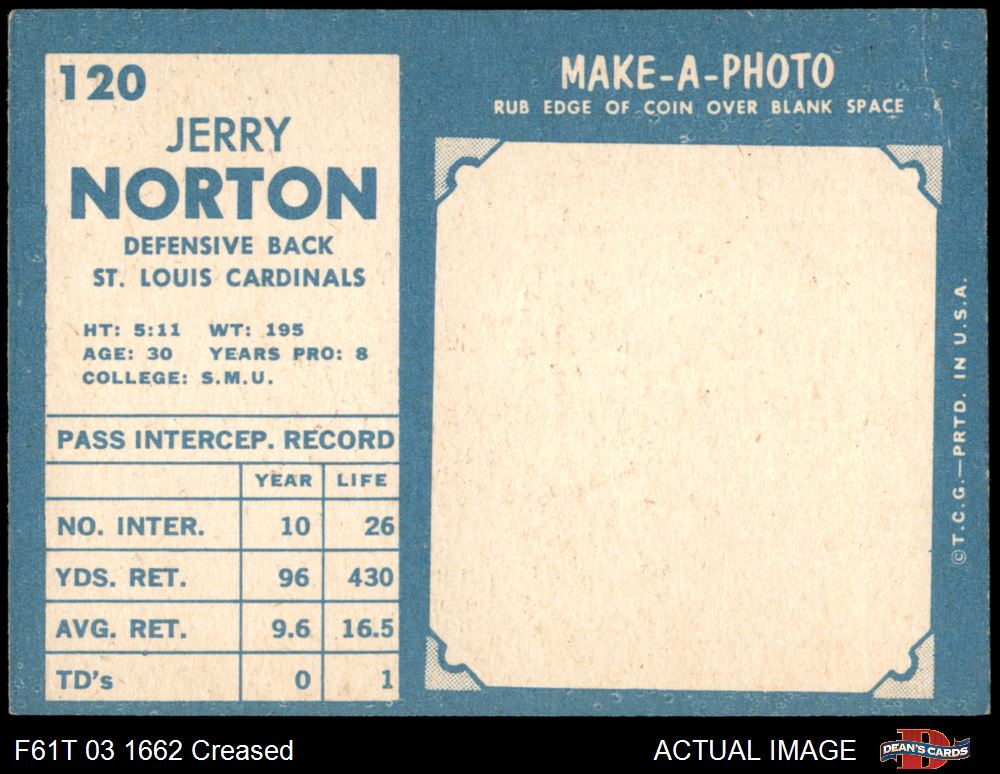 120
JERRY
NORTON
DEFENSIVE BACK
ST. LOUIS CARDINALS
HT: 5:11 WT: 195
AGE: 30 YEARS PRO: 8
COLLEGE: S.M.U.
PASS INTERCEP. RECORD
YEAR LIFE
NO. INTER. 10 26
YDS. RET. 96 430
AVG. RET. 9.6 16.5
TD's 0 1
MAKE-A-PHOTO
RUB EDGE OF COIN OVER BLANK SPACE
©T.C.G.—PRTD. IN U.S.A.
F61T 03 1662 Creased
ACTUAL IMAGE
B
DEAN'S CARDS